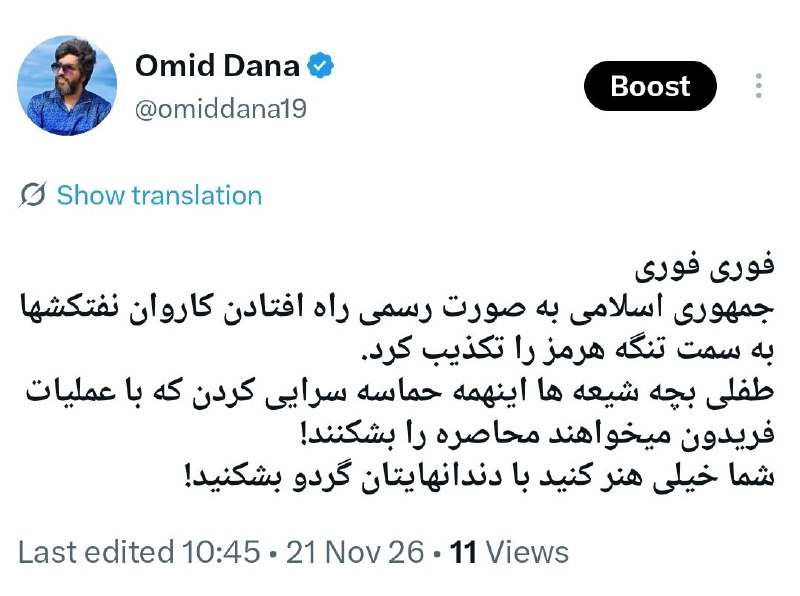 Omid Dana
@omiddana19
Boost
Show translation
فوری فوری
جمهوری اسلامی به صورت رسمی راه افتادن کاروان نفتکشها
به سمت تنگه هرمز را تکذیب کرد.
طفلی بچه شیعه ها اینهمه حماسه سرایی کردن که با عملیات
فریدون میخواهند محاصره را بشکنند!
شما خیلی هنر کنید با دندانهایتان گردو بشکنید!
Last edited 10:45 · 21 Nov 26 · 11 Views